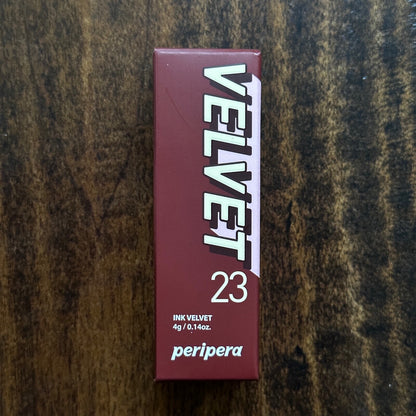 VELVET
23
INK VELVET
4g / 0.14oz.
peripera